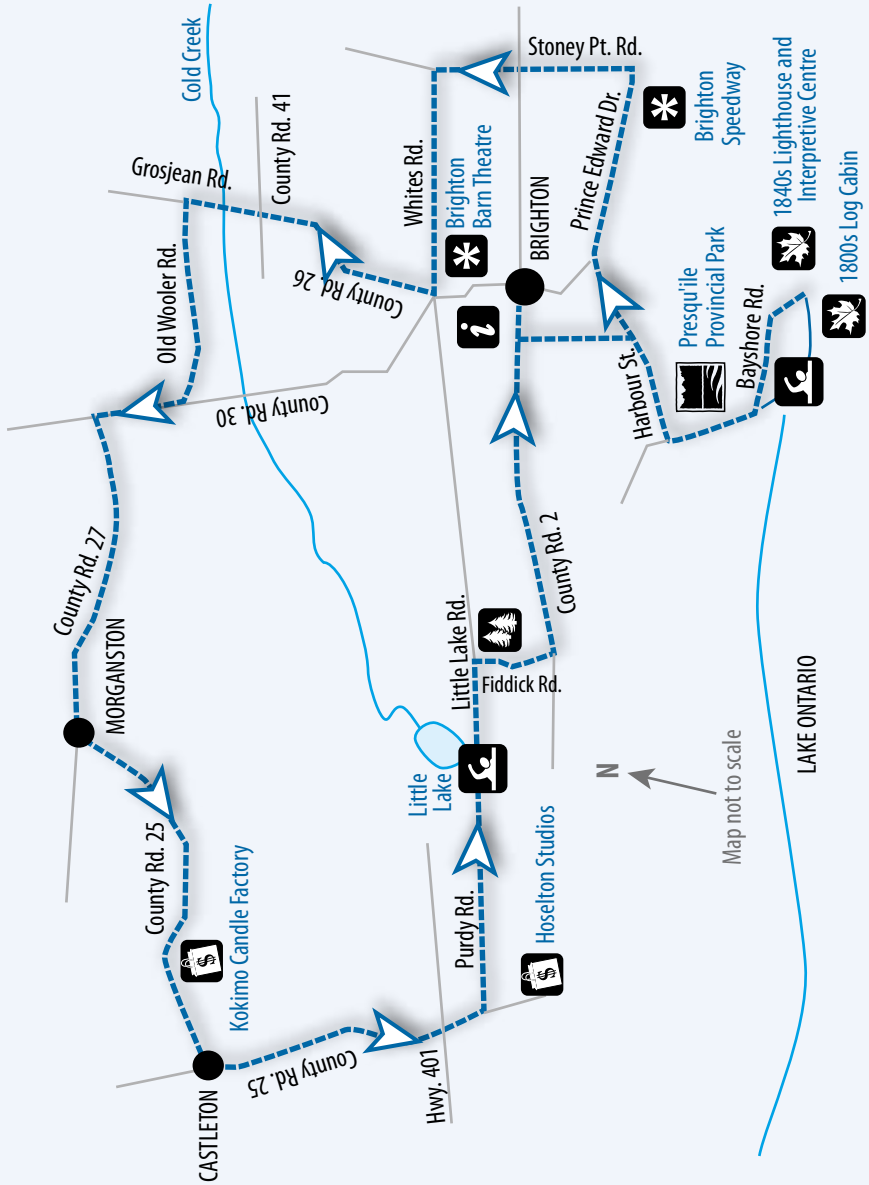 Cold Creek
Stoney Pt. Rd.
Grosjean Rd.
County Rd. 41
Whites Rd.
Brighton
Barn Theatre
Prince Edward Dr.
Brighton
Speedway
1840s Lighthouse and
Interpretive Centre
1800s Log Cabin
Old Wooler Rd.
County Rd. 26
BRIGHTON
i
Presqu'ile
Provincial Park
Bayshore Rd.
County Rd. 30
Harbour St.
County Rd. 27
County Rd. 2
Little Lake Rd.
Fiddick Rd.
MORGANSTON
Little
Lake
N
Map not to scale
LAKE ONTARIO
County Rd. 25
$
Kokimo Candle Factory
Purdy Rd.
$
Hoselton Studios
County Rd. 25
Hwy. 401
CASTLETON